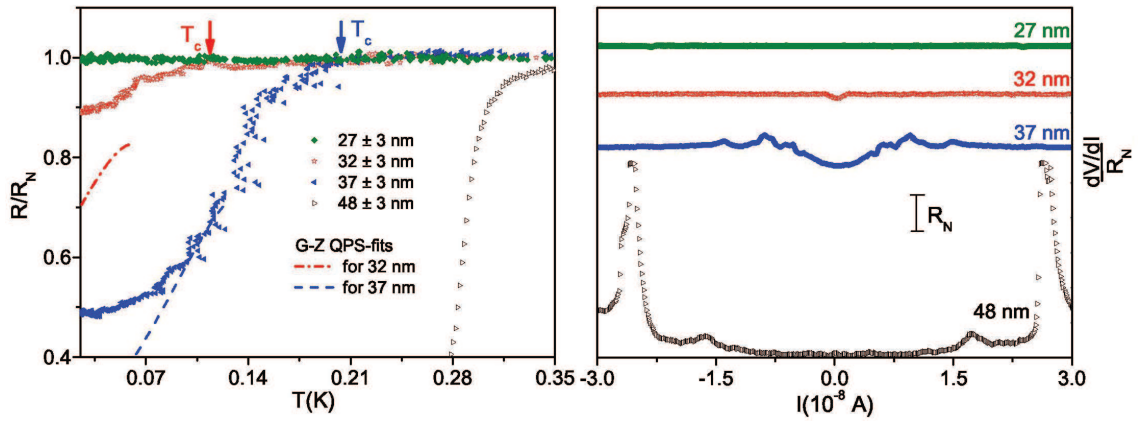 T_c
T_c
R/R_N
1.0
0.8
0.6
0.4
27 ± 3 nm
32 ± 3 nm
37 ± 3 nm
48 ± 3 nm
G-Z QPS-fits
for 32 nm
for 37 nm
0.07
0.14
0.21
0.28
0.35
T(K)
27 nm
32 nm
37 nm
R_N
48 nm
dV/dI
R_N
-3.0
-1.5
0.0
1.5
3.0
I(10⁻⁸ A)